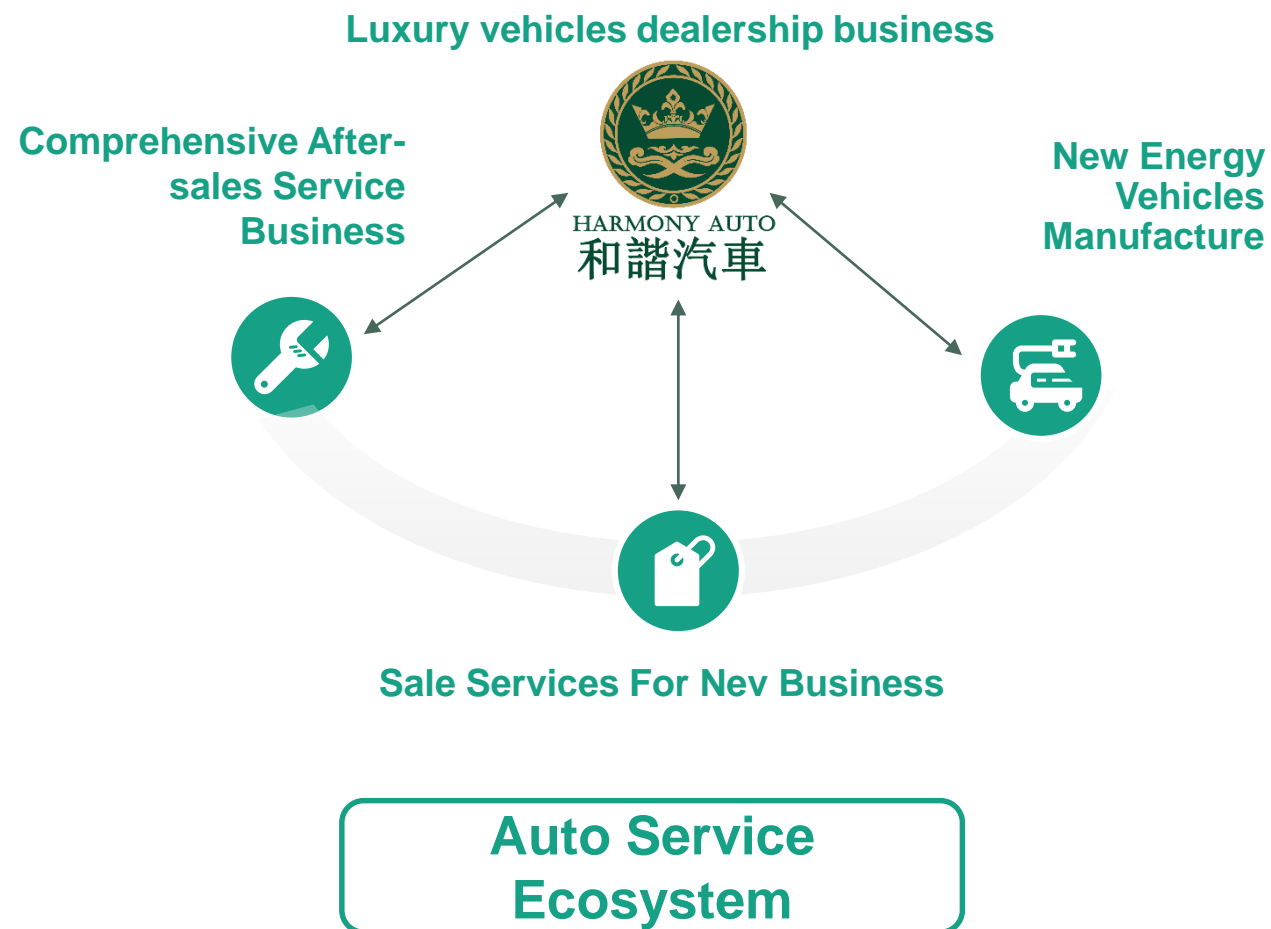 Luxury vehicles dealership business
Comprehensive After-
sales Service
Business
New Energy
Vehicles
Manufacture
HARMONY AUTO
和諧汽車
Sale Services For Nev Business
Auto Service
Ecosystem